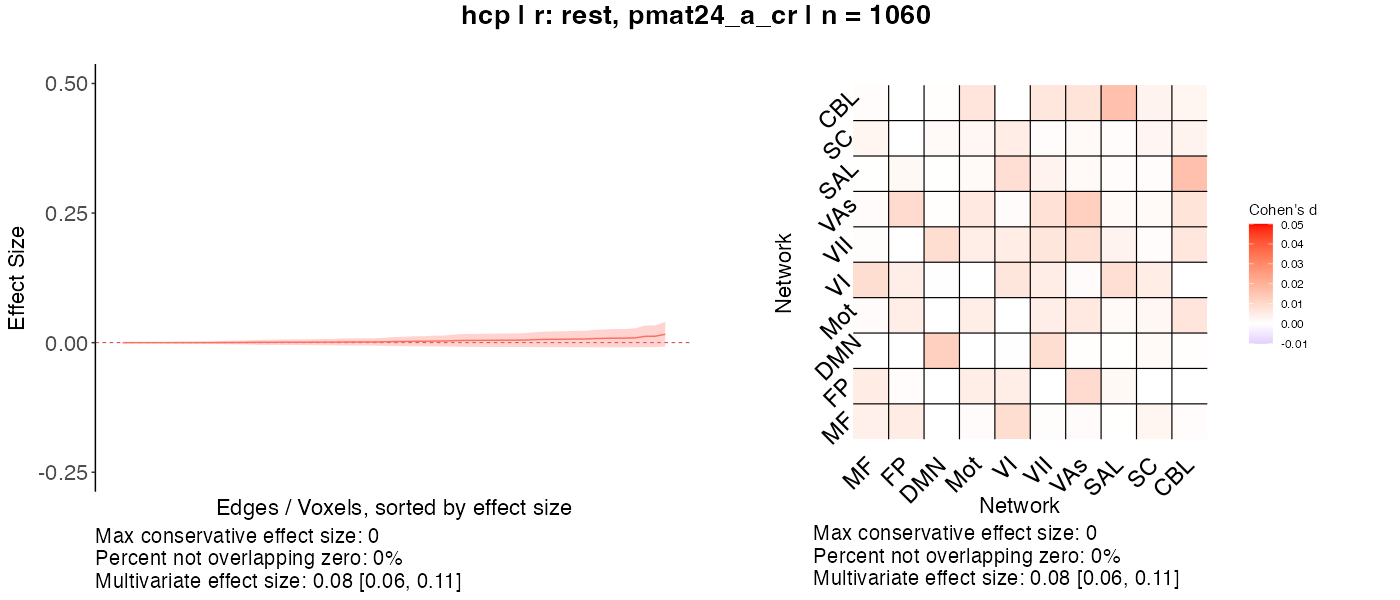 hcp | r: rest, pmat24_a_cr | n = 1060
0.50
0.25
0.00
-0.25
Effect Size
Edges / Voxels, sorted by effect size
Max conservative effect size: 0
Percent not overlapping zero: 0%
Multivariate effect size: 0.08 [0.06, 0.11]
Network
CBL
SC
SAL
VAs
VII
VI
Mot
DMN
FP
MF
MF FP DMN Mot VI VII VAs SAL SC CBL
Network
Max conservative effect size: 0
Percent not overlapping zero: 0%
Multivariate effect size: 0.08 [0.06, 0.11]
Cohen's d
0.05
0.04
0.03
0.02
0.01
0.00
-0.01